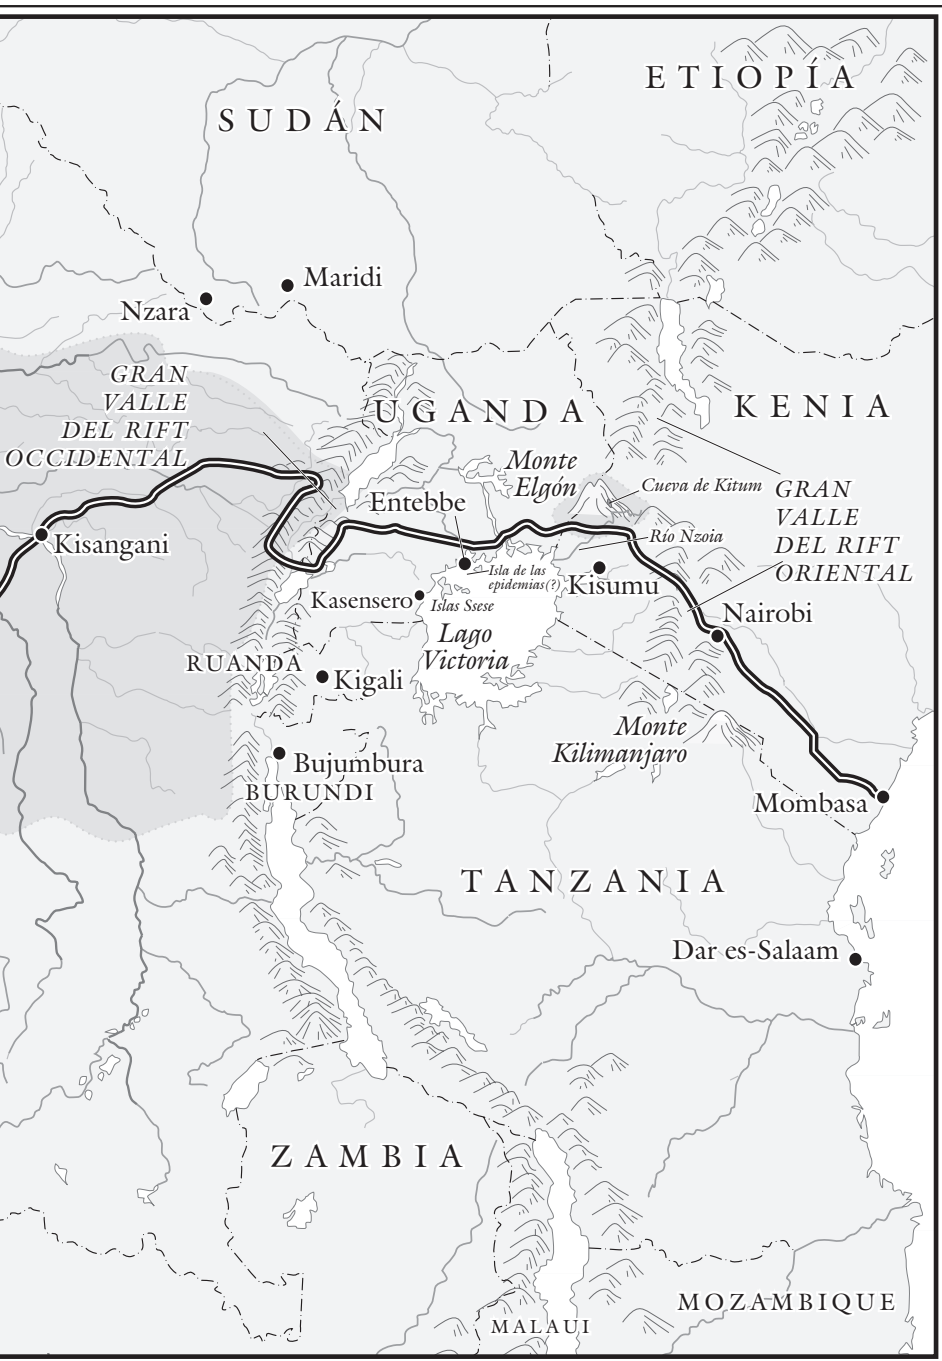 ETIOPÍA
SUDÁN
Maridi
Nzara
GRAN
VALLE
DEL RIFT
OCCIDENTAL
UGANDA
KENIA
Monte
Elgón
Cueva de Kitum
GRAN
VALLE
DEL RIFT
ORIENTAL
Entebbe
Kisangani
Río Nzoia
Isla de las
epidemias(?)
Kisumu
Kasensero
Islas Ssese
Nairobi
Lago
Victoria
RUANDA
Kigali
Monte
Kilimanjaro
Bujumbura
BURUNDI
Mombasa
TANZANIA
Dar es-Salaam
ZAMBIA
MOZAMBIQUE
MALAUI